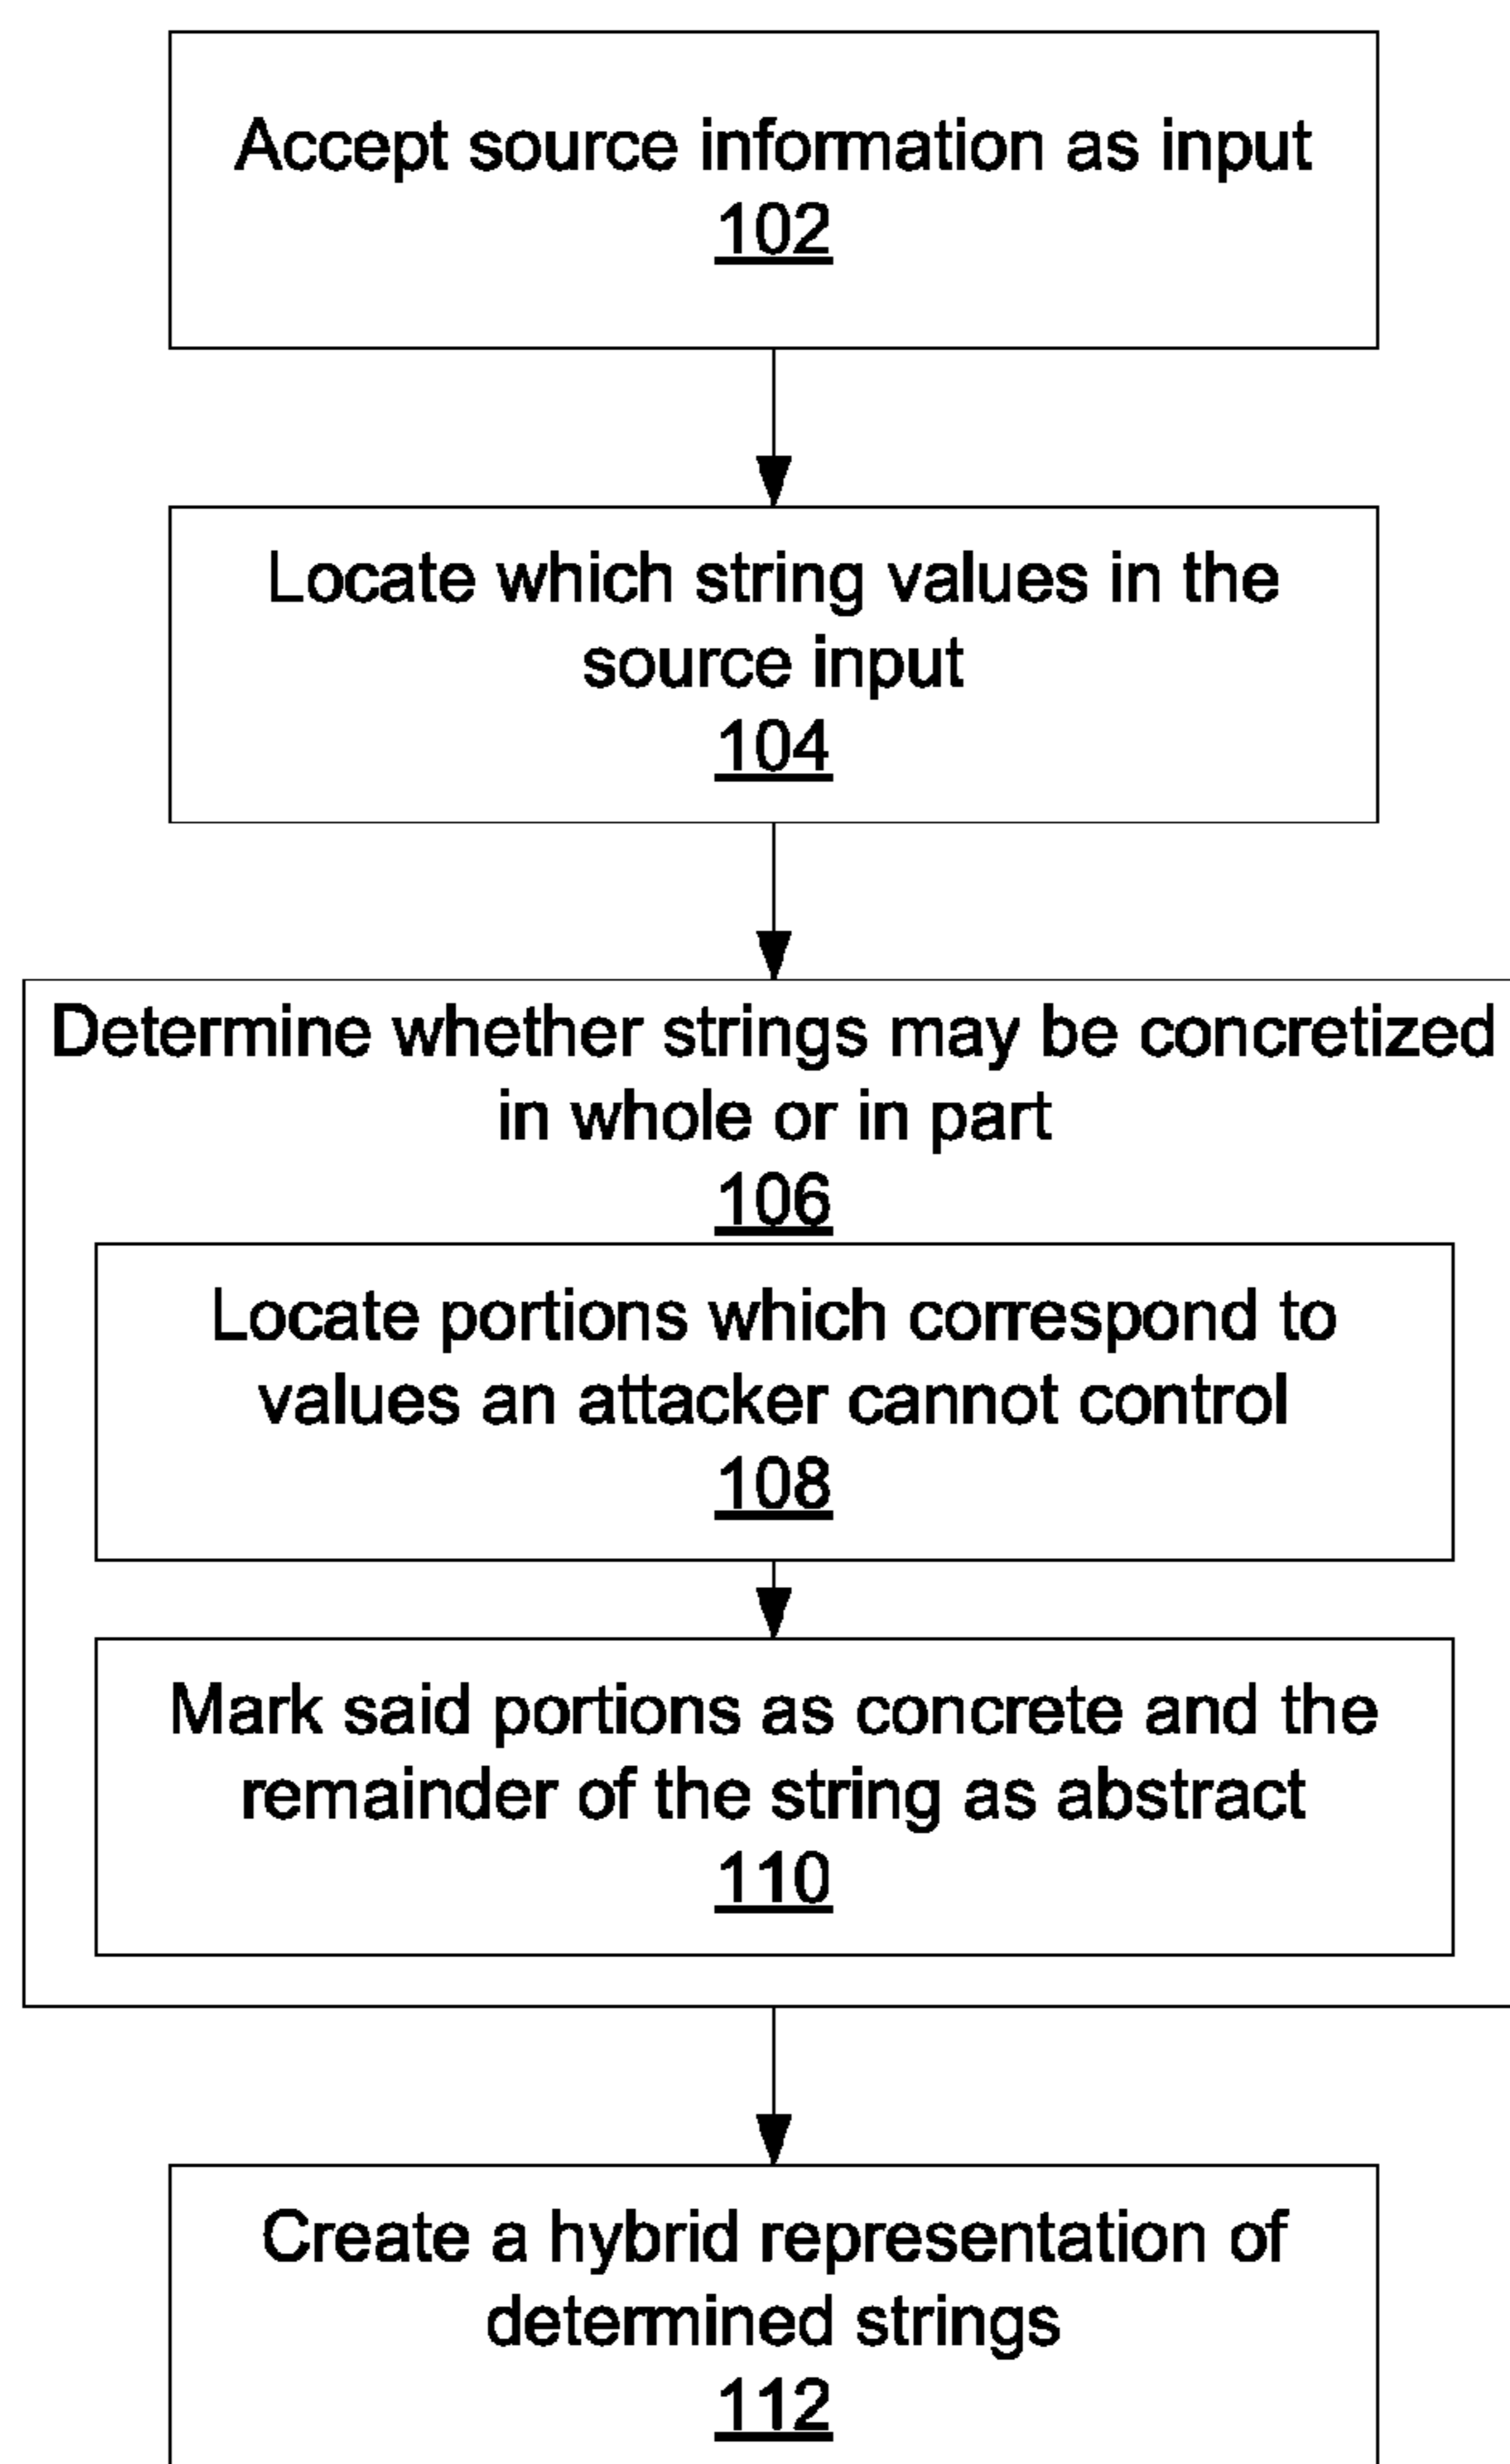 Accept source information as input
102
Locate which string values in the
source input
104
Determine whether strings may be concretized
in whole or in part
106
Locate portions which correspond to
values an attacker cannot control
108
Mark said portions as concrete and the
remainder of the string as abstract
110
Create a hybrid representation of
determined strings
112